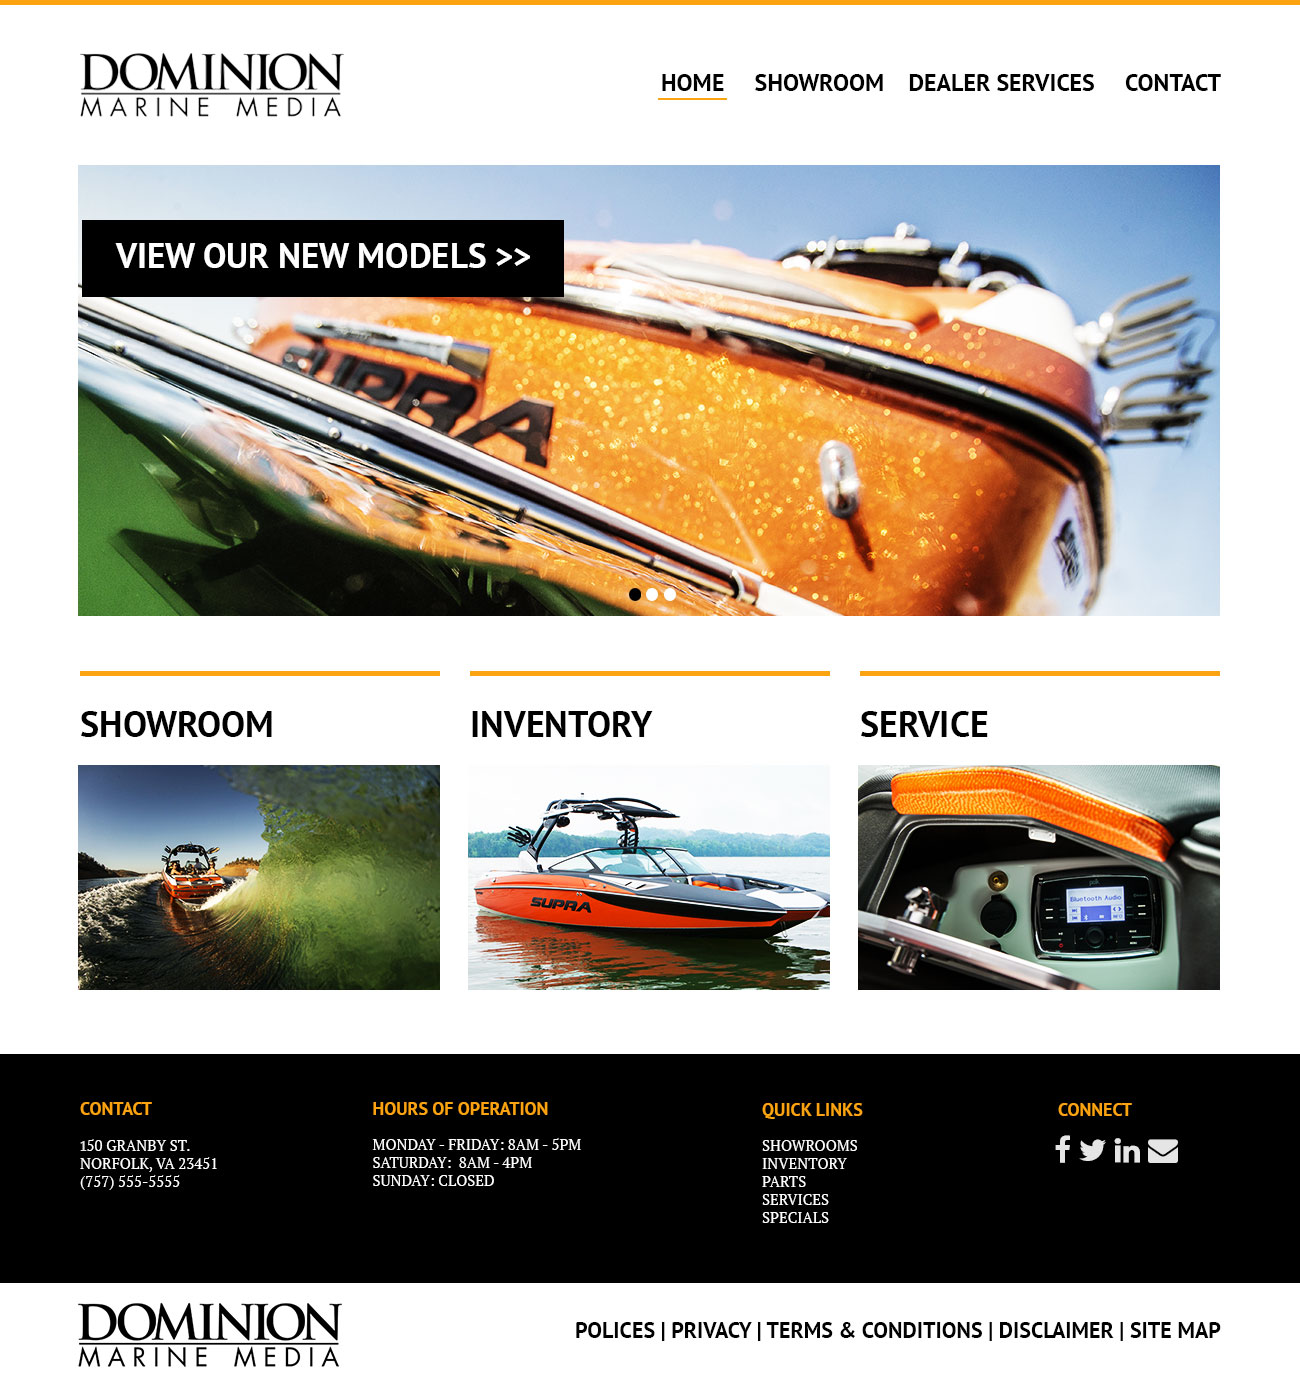 DOMINION
MARINE MEDIA
HOME SHOWROOM DEALER SERVICES CONTACT
VIEW OUR NEW MODELS >>
SUPRA
SHOWROOM
INVENTORY
SERVICE
SUPRA
polk
Bluetooth Audio
CONTACT
150 GRANBY ST.
NORFOLK, VA 23451
(757) 555-5555
HOURS OF OPERATION
MONDAY - FRIDAY: 8AM - 5PM
SATURDAY: 8AM - 4PM
SUNDAY: CLOSED
QUICK LINKS
SHOWROOMS
INVENTORY
PARTS
SERVICES
SPECIALS
CONNECT
DOMINION
MARINE MEDIA
POLICES | PRIVACY | TERMS & CONDITIONS | DISCLAIMER | SITE MAP